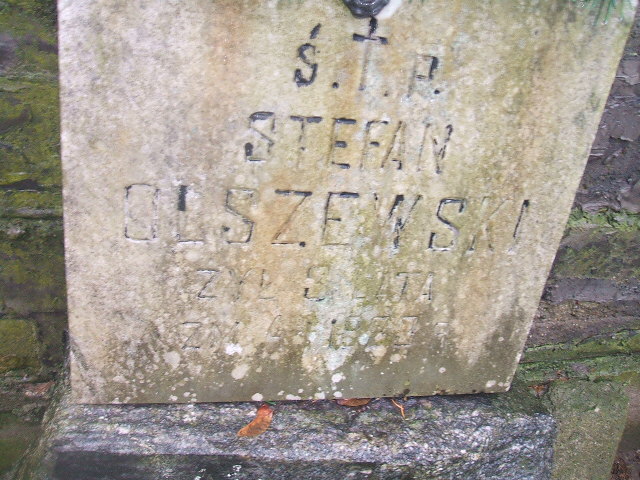 Ś.T.P.
STEFAN
OLSZEWSKI
ŻYŁ LATA